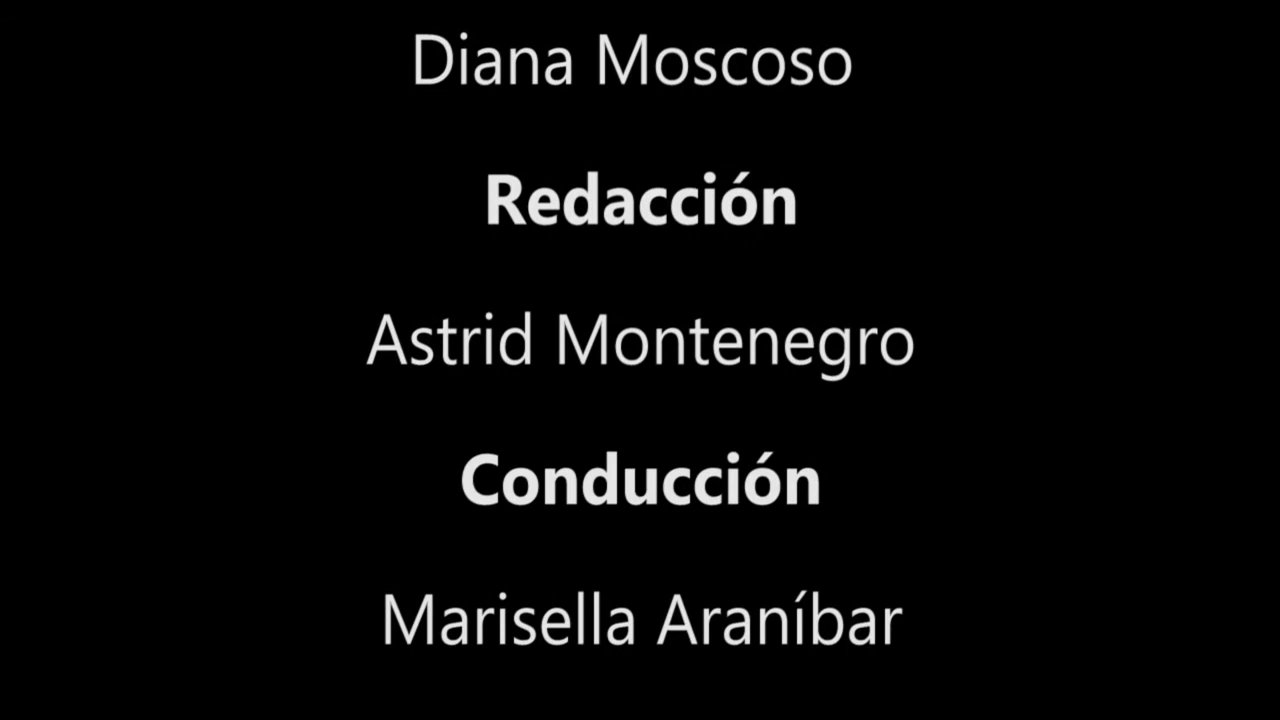 Diana Moscoso
Redacción
Astrid Montenegro
Conducción
Marisella Araníbar